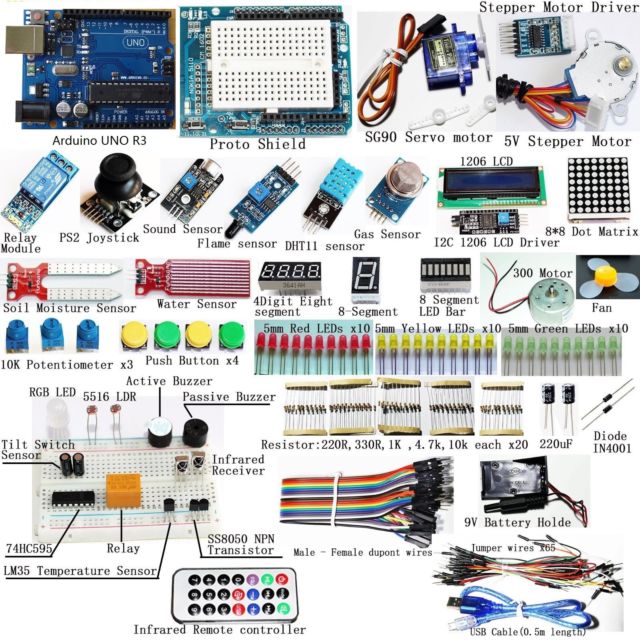 Stepper Motor Driver
UNO
Arduino UNO R3
Proto Shield
SG90 Servo motor
5V Stepper Motor
1206 LCD
Relay
Module
PS2 Joystick
Sound Sensor
Flame sensor
DHT11 sensor
Gas Sensor
I2C 1206 LCD Driver
8*8 Dot Matrix
Soil Moisture Sensor
Water Sensor
4Digit Eight
segment
8-Segment
8 Segment
LED Bar
300 Motor
Fan
10K Potentiometer x3
Push Button x4
5mm Red LEDs x10
5mm Yellow LEDs x10
5mm Green LEDs x10
RGB LED
5516 LDR
Active Buzzer
Passive Buzzer
Resistor:220R,330R,1K ,4.7k,10k each x20
220uF
Diode
IN4001
Tilt Switch
Sensor
Infrared
Receiver
74HC595
Relay
SS8050 NPN
Transistor
LM35 Temperature Sensor
Male - Female dupont wires
9V Battery Holde
Jumper wires x65
Infrared Remote controller
USB Cable(0.5m length)